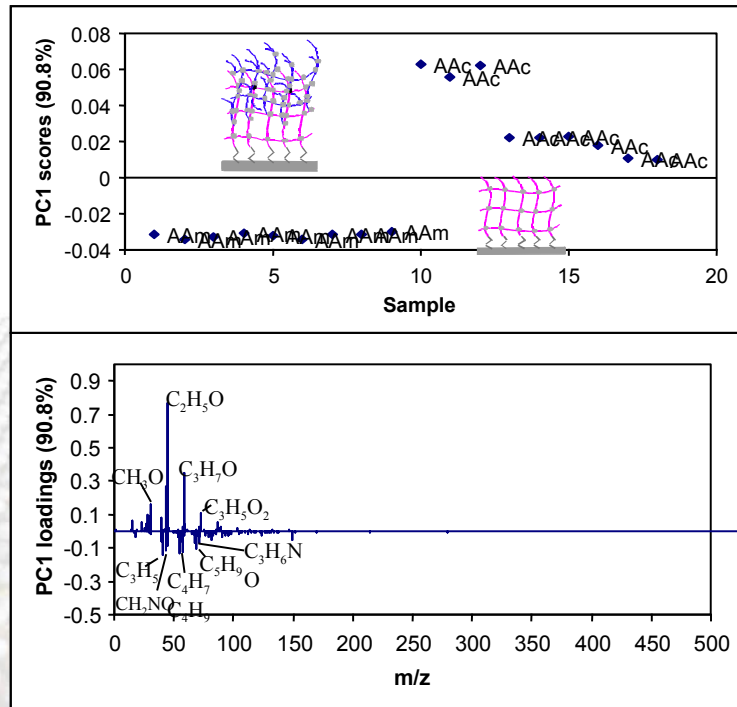 PC1 scores (90.8%)
0.08
0.06
0.04
0.02
0
-0.02
-0.04
AAc
AAc
AAc
AAc
AAc
AAc
AAc
AAc
AAc
AAm
AAm
AAm
AAm
AAm
AAm
AAm
AAm
AAm
0 5 10 15 20
Sample
PC1 loadings (90.8%)
0.9
0.7
0.5
0.3
0.1
-0.1
-0.3
-0.5
C₂H₅O
C₃H₇O
CH₃O
C₃H₅O₂
C₃H₆N
C₅H₉O
C₃H₅
C₄H₇
CH₂NO
C₄H₉
0 50 100 150 200 250 300 350 400 450 500
m/z